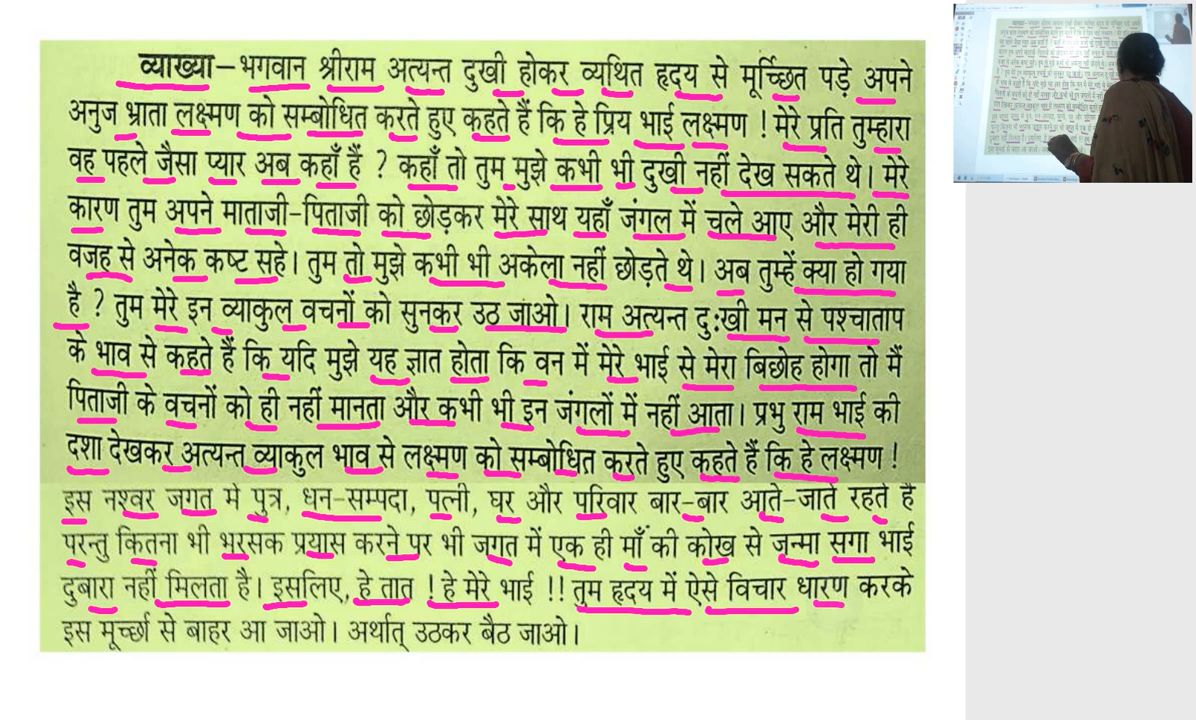 व्याख्या–भगवान श्रीराम अत्यन्त दुखी होकर व्यथित हृदय से मूर्च्छित पड़े अपने
अनुज भ्राता लक्ष्मण को सम्बोधित करते हुए कहते हैं कि हे प्रिय भाई लक्ष्मण ! मेरे प्रति तुम्हारा
वह पहले जैसा प्यार अब कहाँ हैं ? कहाँ तो तुम मुझे कभी भी दुखी नहीं देख सकते थे। मेरे
कारण तुम अपने माताजी-पिताजी को छोड़कर मेरे साथ यहाँ जंगल में चले आए और मेरी ही
वजह से अनेक कष्ट सहे। तुम तो मुझे कभी भी अकेला नहीं छोड़ते थे। अब तुम्हें क्या हो गया
है ? तुम मेरे इन व्याकुल वचनों को सुनकर उठ जाओ। राम अत्यन्त दुःखी मन से पश्चाताप
के भाव से कहते हैं कि यदि मुझे यह ज्ञात होता कि वन में मेरे भाई से मेरा बिछोह होगा तो मैं
पिताजी के वचनों को ही नहीं मानता और कभी भी इन जंगलों में नहीं आता। प्रभु राम भाई की
दशा देखकर अत्यन्त व्याकुल भाव से लक्ष्मण को सम्बोधित करते हुए कहते हैं कि हे लक्ष्मण !
इस नश्वर जगत में पुत्र, धन-सम्पदा, पत्नी, घर और परिवार बार-बार आते-जाते रहते हैं
परन्तु कितना भी भरसक प्रयास करने पर भी जगत में एक ही माँ की कोख से जन्मा सगा भाई
दुबारा नहीं मिलता है। इसलिए, हे तात ! हे मेरे भाई !! तुम हृदय में ऐसे विचार धारण करके
इस मूर्च्छा से बाहर आ जाओ। अर्थात् उठकर बैठ जाओ।